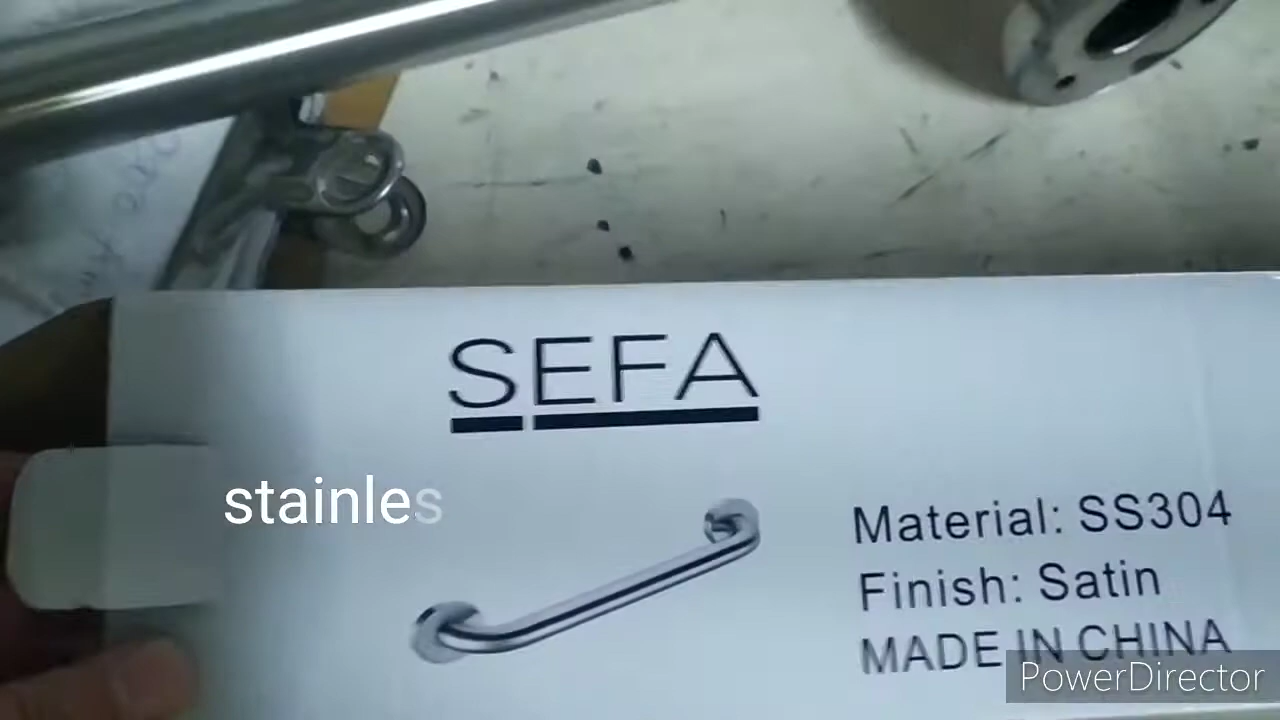 SEFA
stainles
Material: SS304
Finish: Satin
MADE IN CHINA
PowerDirector